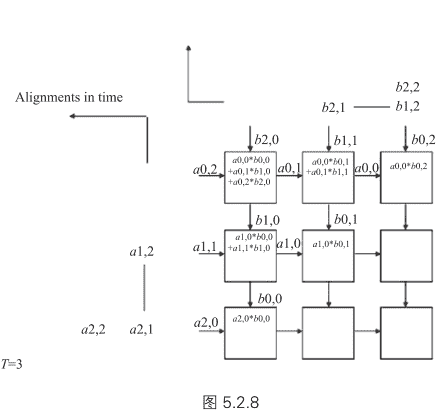 b2,2
Alignments in time
b2,1
b1,2
b2,0
b1,1
b0,2
a0,2
a0,0*b0,0
+a0,1*b1,0
+a0,2*b2,0
a0,1
a0,0*b0,1
+a0,1*b1,1
a0,0
a0,0*b0,2
b1,0
b0,1
a1,2
a1,1
a1,0*b0,0
+a1,1*b1,0
a1,0
a1,0*b0,1
b0,0
a2,2
a2,1
a2,0
a2,0*b0,0
T=3
图 5.2.8